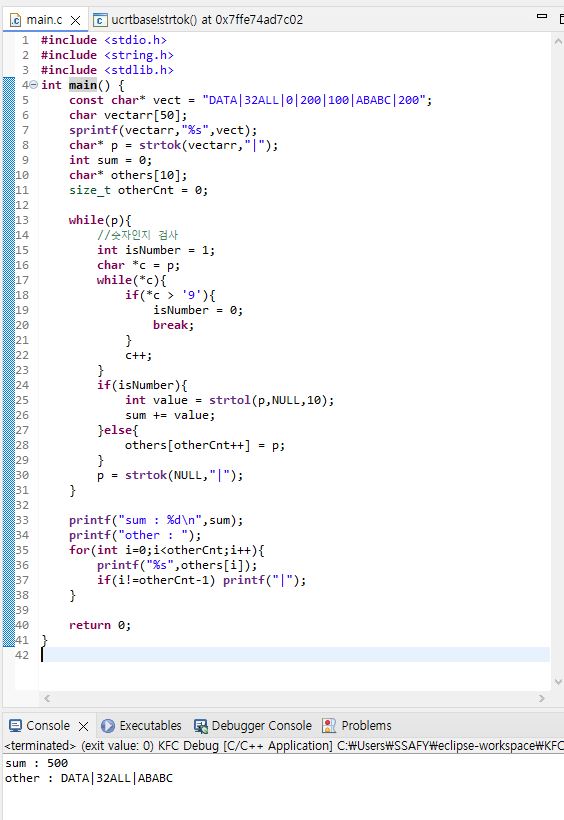 main.c ucrtbase!strtok() at 0x7ffe74ad7c02
1 #include <stdio.h>
2 #include <string.h>
3 #include <stdlib.h>
4 int main() {
5     const char* vect = "DATA|32ALL|0|200|100|ABABC|200";
6     char vectarr[50];
7     sprintf(vectarr,"%s",vect);
8     char* p = strtok(vectarr,"|");
9     int sum = 0;
10     char* others[10];
11     size_t otherCnt = 0;
12
13     while(p){
14         //숫자인지 검사
15         int isNumber = 1;
16         char *c = p;
17         while(*c){
18             if(*c > '9'){
19                 isNumber = 0;
20                 break;
21             }
22             c++;
23         }
24         if(isNumber){
25             int value = strtol(p,NULL,10);
26             sum += value;
27         }else{
28             others[otherCnt++] = p;
29         }
30         p = strtok(NULL,"|");
31     }
32
33     printf("sum : %d\n",sum);
34     printf("other : ");
35     for(int i=0;i<otherCnt;i++){
36         printf("%s",others[i]);
37         if(i!=otherCnt-1) printf("|");
38     }
39
40     return 0;
41 }
42
Console Executables Debugger Console Problems
<terminated> (exit value: 0) KFC Debug [C/C++ Application] C:₩Users₩SSAFY₩eclipse-workspace₩KFC
sum : 500
other : DATA|32ALL|ABABC